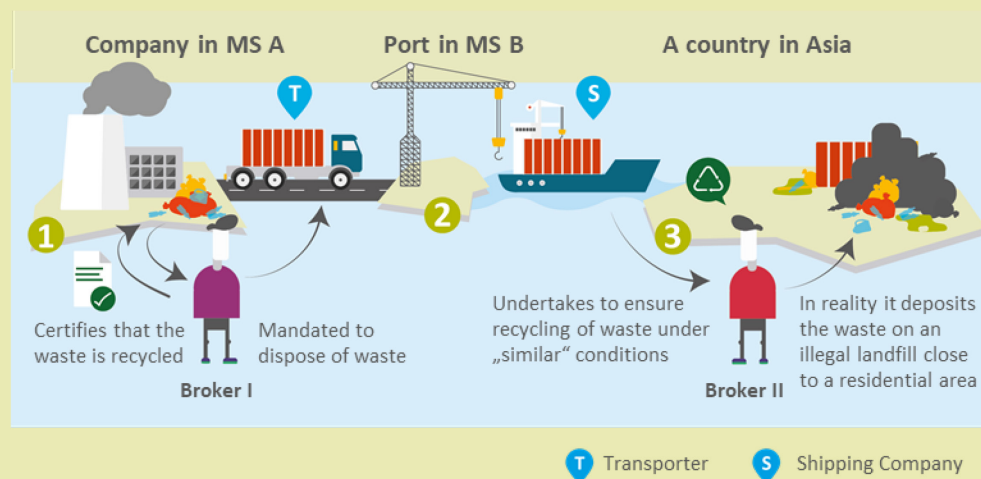 Company in MS A
Port in MS B
A country in Asia
T
S
1
2
3
Certifies that the
waste is recycled
Mandated to
dispose of waste
Broker I
Undertakes to ensure
recycling of waste under
„similar“ conditions
Broker II
In reality it deposits
the waste on an
illegal landfill close
to a residential area
T Transporter
S Shipping Company